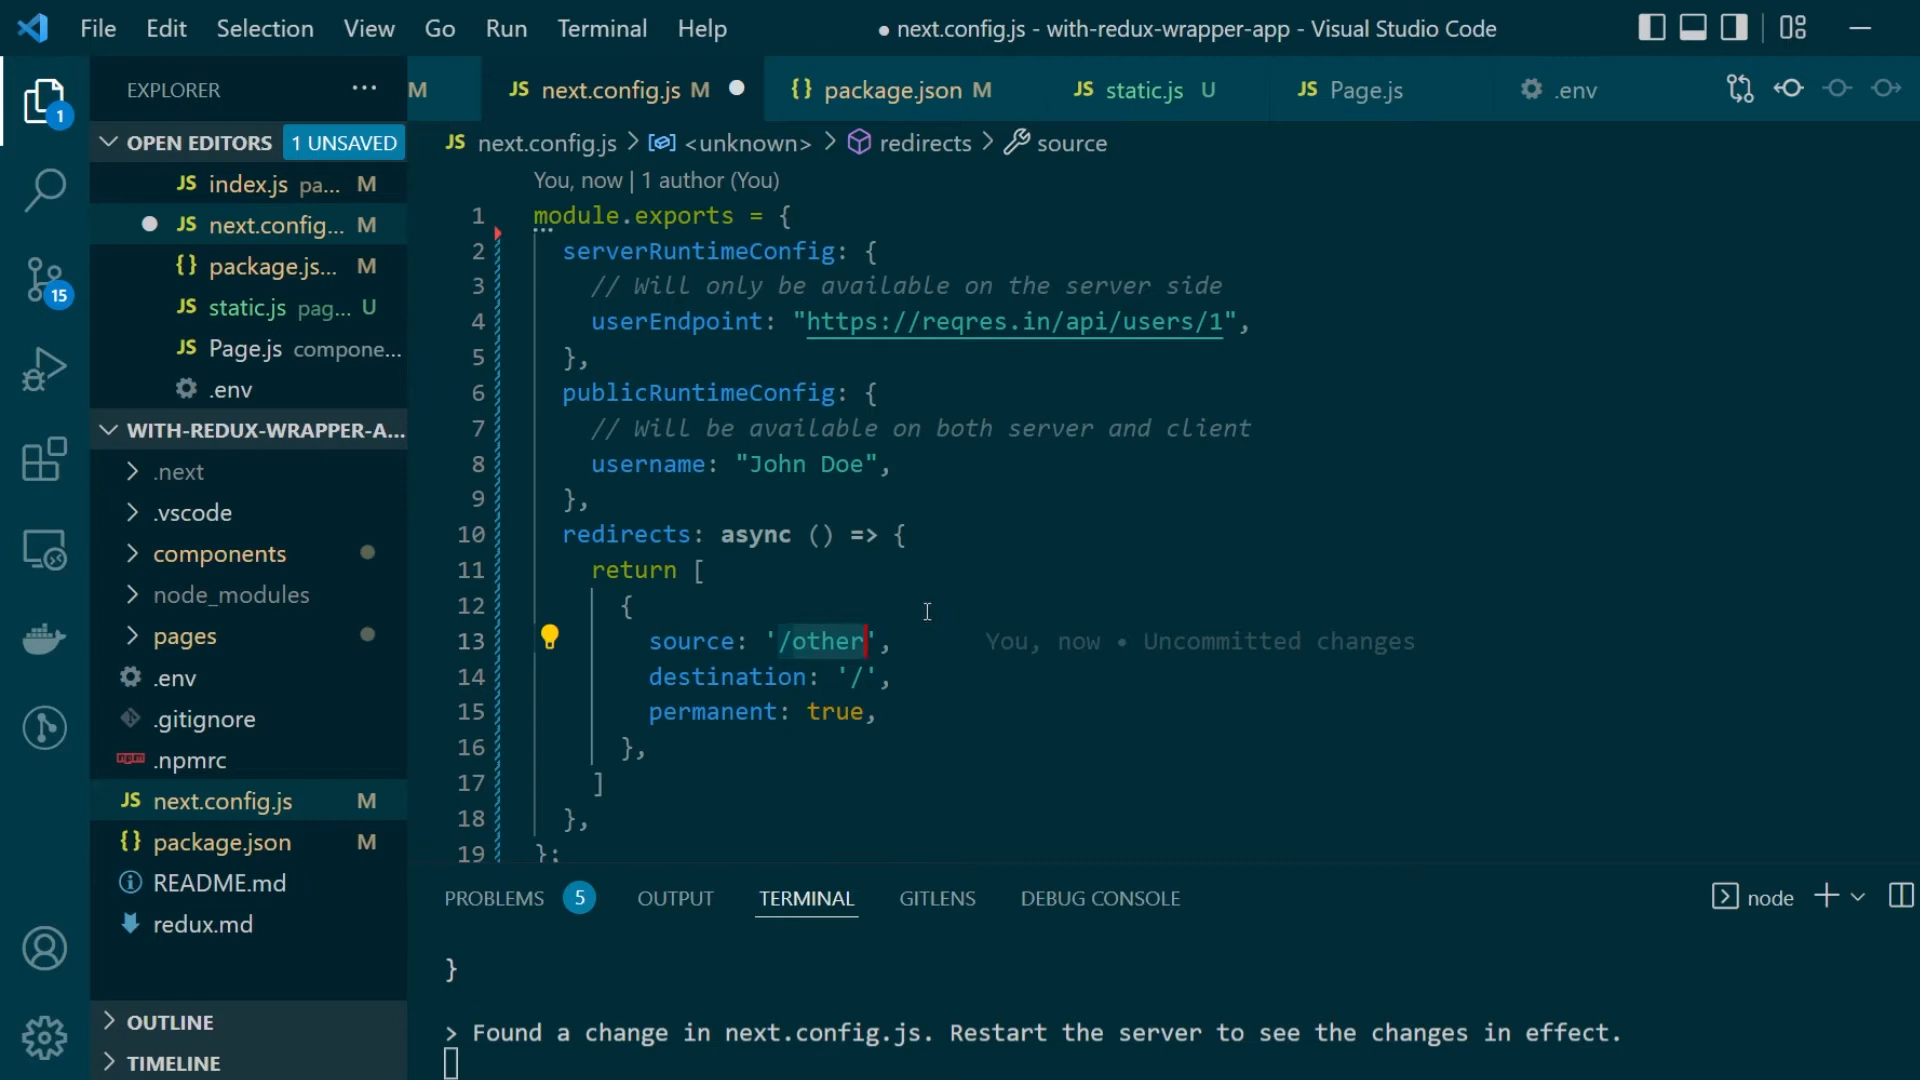 File Edit Selection View Go Run Terminal Help
● next.config.js - with-redux-wrapper-app - Visual Studio Code
EXPLORER ...
M
JS next.config.js M
{} package.json M
JS static.js U
JS Page.js
.env
OPEN EDITORS 1 UNSAVED
JS index.js pa... M
JS next.config... M
{} package.js... M
JS static.js pag... U
JS Page.js compone...
.env
WITH-REDUX-WRAPPER-A...
.next
.vscode
components
node_modules
pages
.env
.gitignore
.npmrc
JS next.config.js M
{} package.json M
README.md
redux.md
OUTLINE
TIMELINE
1
15
JS next.config.js > <unknown> > redirects > source
You, now | 1 author (You)
1 module.exports = {
2 serverRuntimeConfig: {
3 // Will only be available on the server side
4 userEndpoint: "https://reqres.in/api/users/1",
5 },
6 publicRuntimeConfig: {
7 // Will be available on both server and client
8 username: "John Doe",
9 },
10 redirects: async () => {
11 return [
12 {
13 source: '/other', You, now • Uncommitted changes
14 destination: '/',
15 permanent: true,
16 },
17 ]
18 },
19 };
PROBLEMS 5 OUTPUT TERMINAL GITLENS DEBUG CONSOLE
node
}
> Found a change in next.config.js. Restart the server to see the changes in effect.